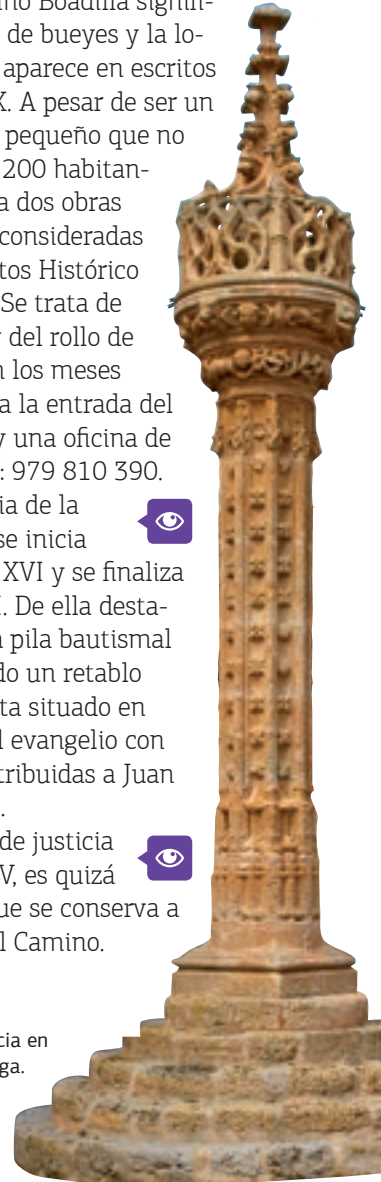 no Boadilla signifi-
de bueyes y la lo-
aparece en escritos
X. A pesar de ser un
pequeño que no
200 habitan-
a dos obras
consideradas
tos Histórico
Se trata de
del rollo de
n los meses
a la entrada del
y una oficina de
: 979 810 390.
ia de la
se inicia
XVI y se finaliza
I. De ella desta-
pila bautismal
do un retablo
ta situado en
l evangelio con
tribuidas a Juan
.
de justicia
V, es quizá
ue se conserva a
l Camino.
cia en
ga.